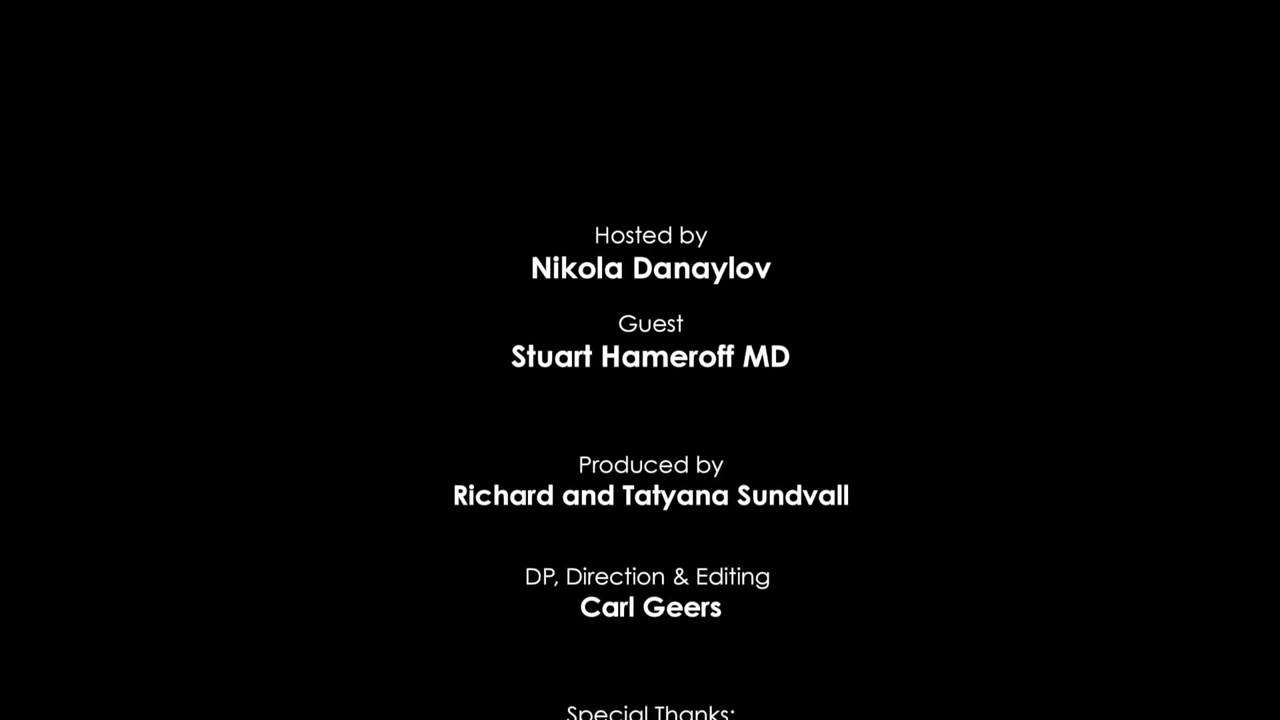 Hosted by
Nikola Danaylov
Guest
Stuart Hameroff MD
Produced by
Richard and Tatyana Sundvall
DP, Direction & Editing
Carl Geers
Special Thanks: